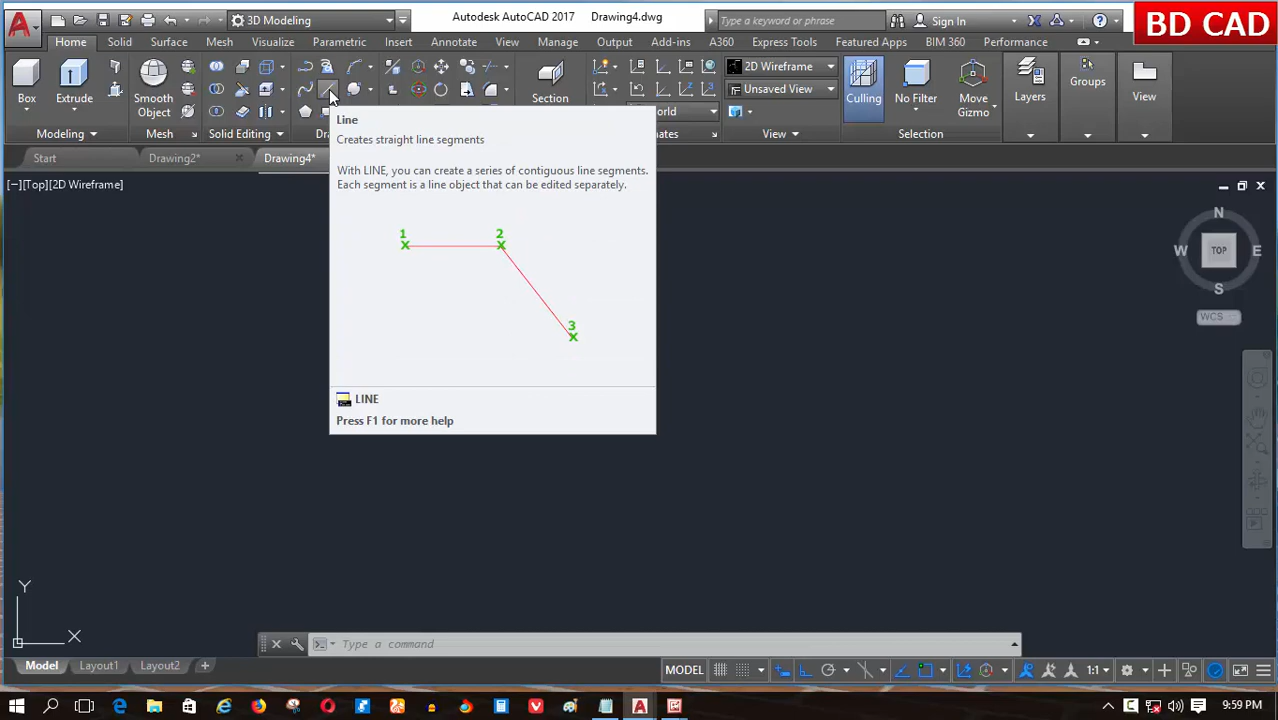 3D Modeling
Autodesk AutoCAD 2017 Drawing4.dwg
Type a keyword or phrase
Sign In
BD CAD
Home Solid Surface Mesh Visualize Parametric Insert Annotate View Manage Output Add-ins A360 Express Tools Featured Apps BIM 360 Performance
Box
Extrude
Smooth
Object
Section
2D Wireframe
Unsaved View
Culling
No Filter
Move
Gizmo
Layers
Groups
View
Modeling
Mesh
Solid Editing
View
Selection
Start
Drawing2*
Drawing4*
[−][Top][2D Wireframe]
Line
Creates straight line segments
With LINE, you can create a series of contiguous line segments.
Each segment is a line object that can be edited separately.
1
2
3
LINE
Press F1 for more help
N
W
TOP
E
S
WCS
Y
X
Type a command
Model
Layout1
Layout2
MODEL
1:1
9:59 PM